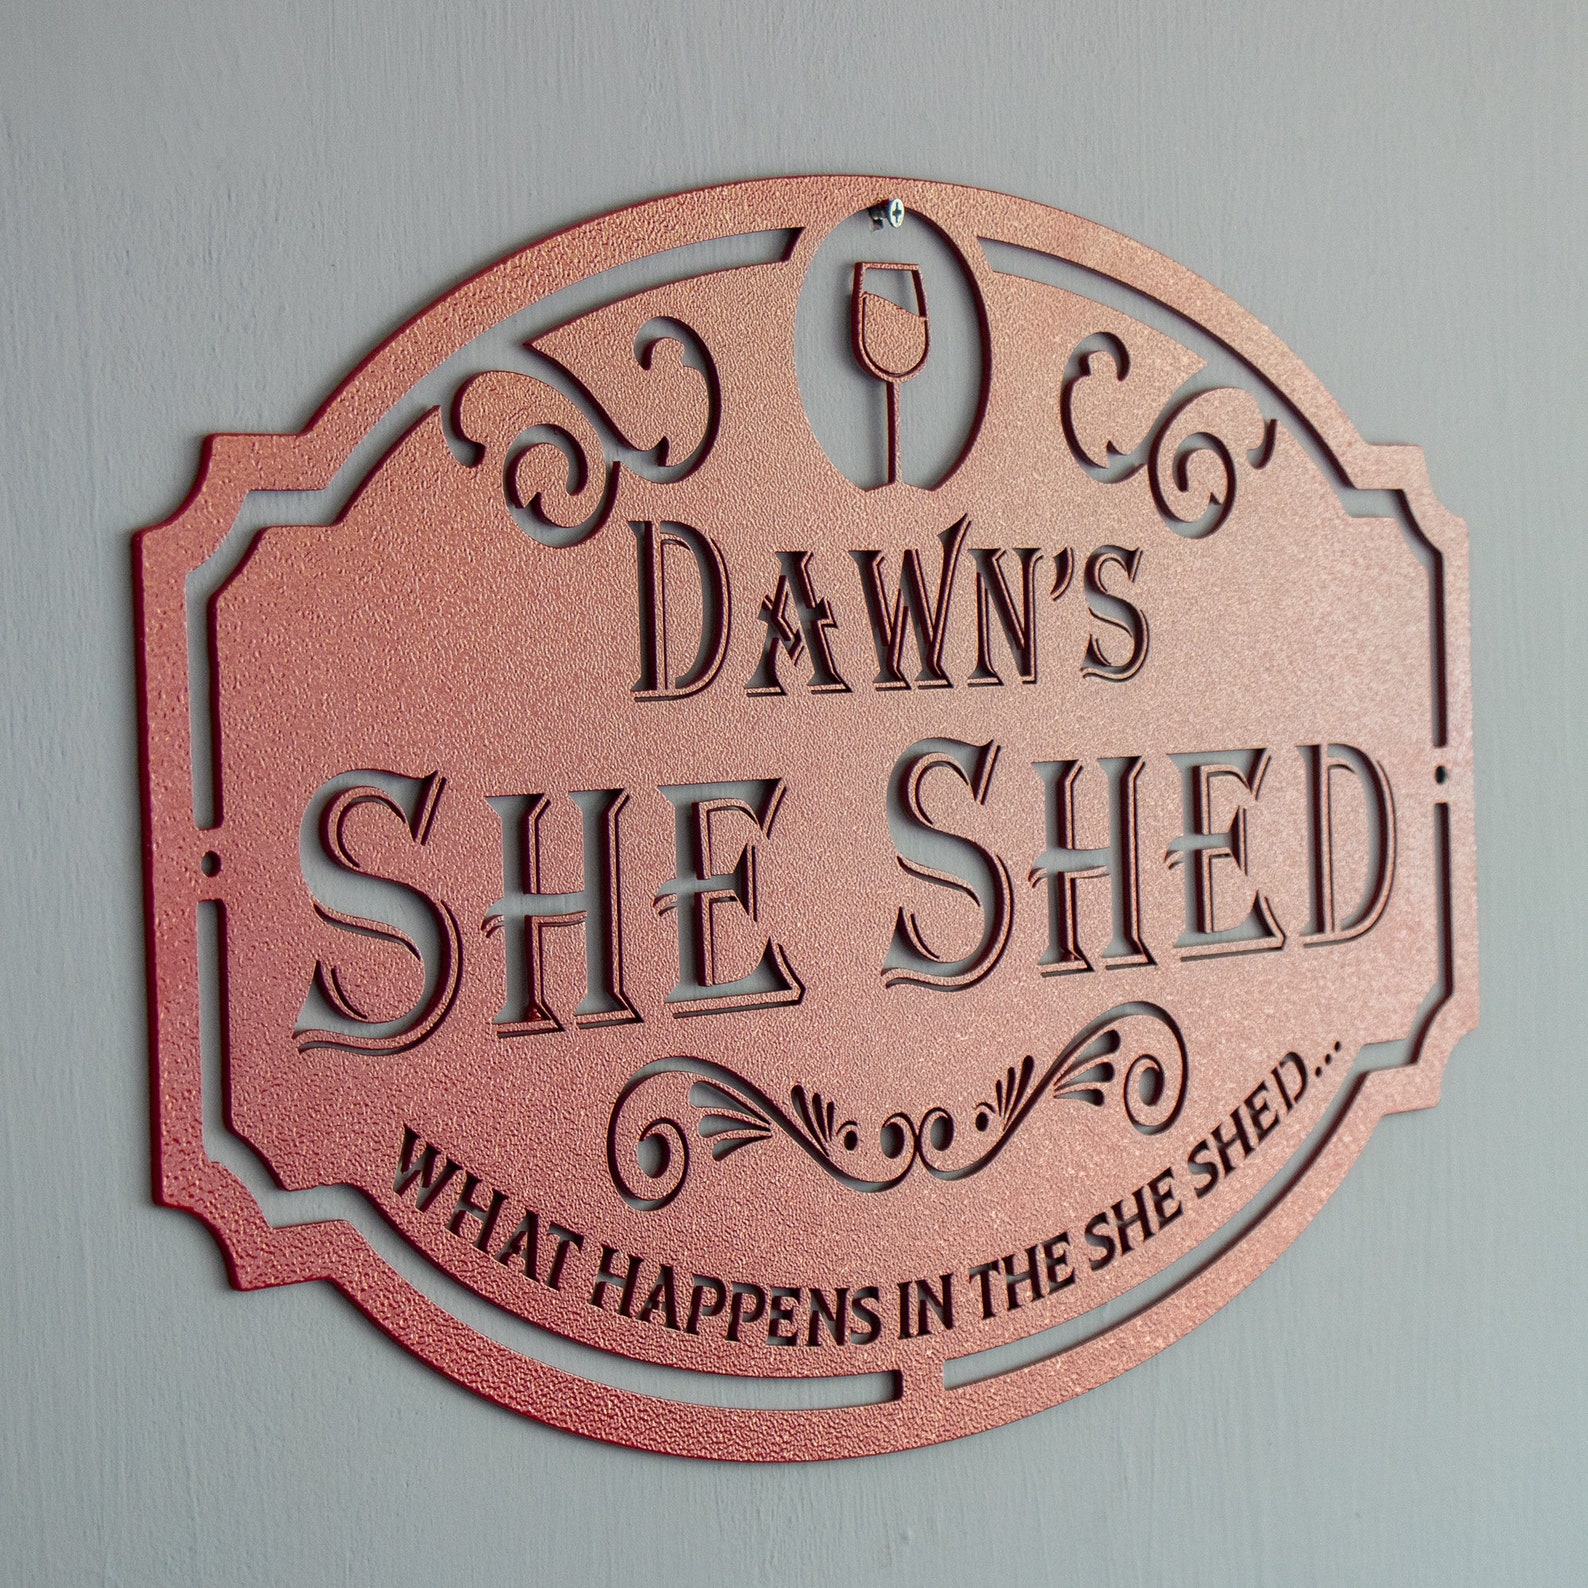 DAWN'S
SHE SHED
WHAT HAPPENS IN THE SHE SHED...